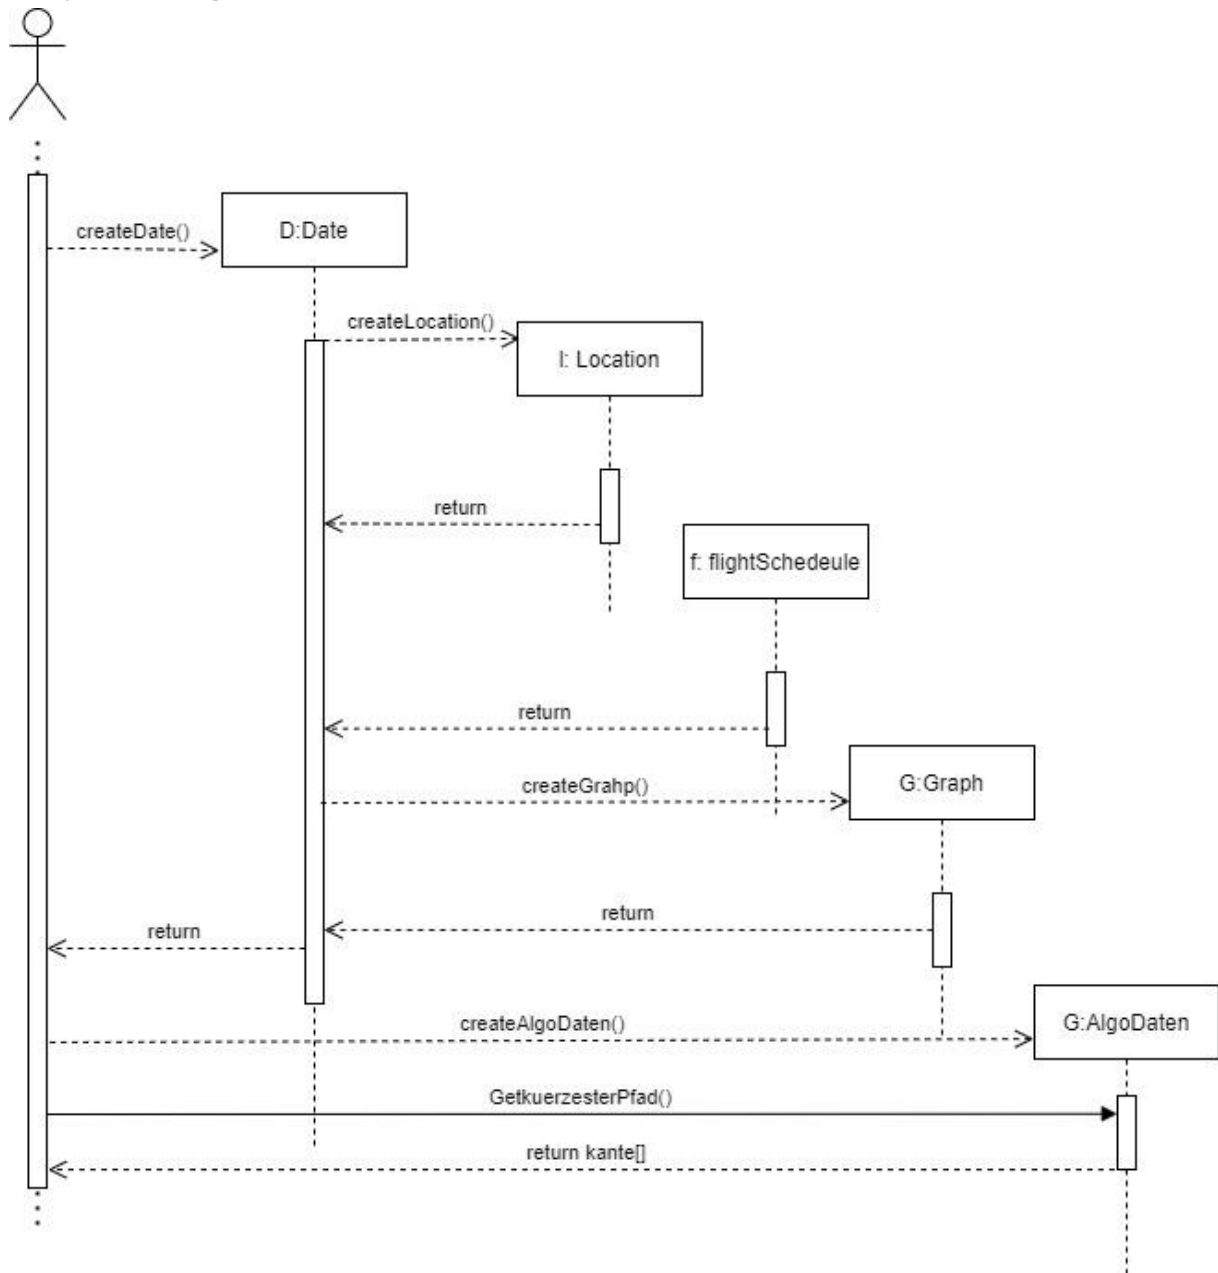 createDate()
D:Date
createLocation()
l: Location
return
f: flightSchedeule
return
createGrahp()
G:Graph
return
return
createAlgoDaten()
G:AlgoDaten
GetkuerzesterPfad()
return kante[]